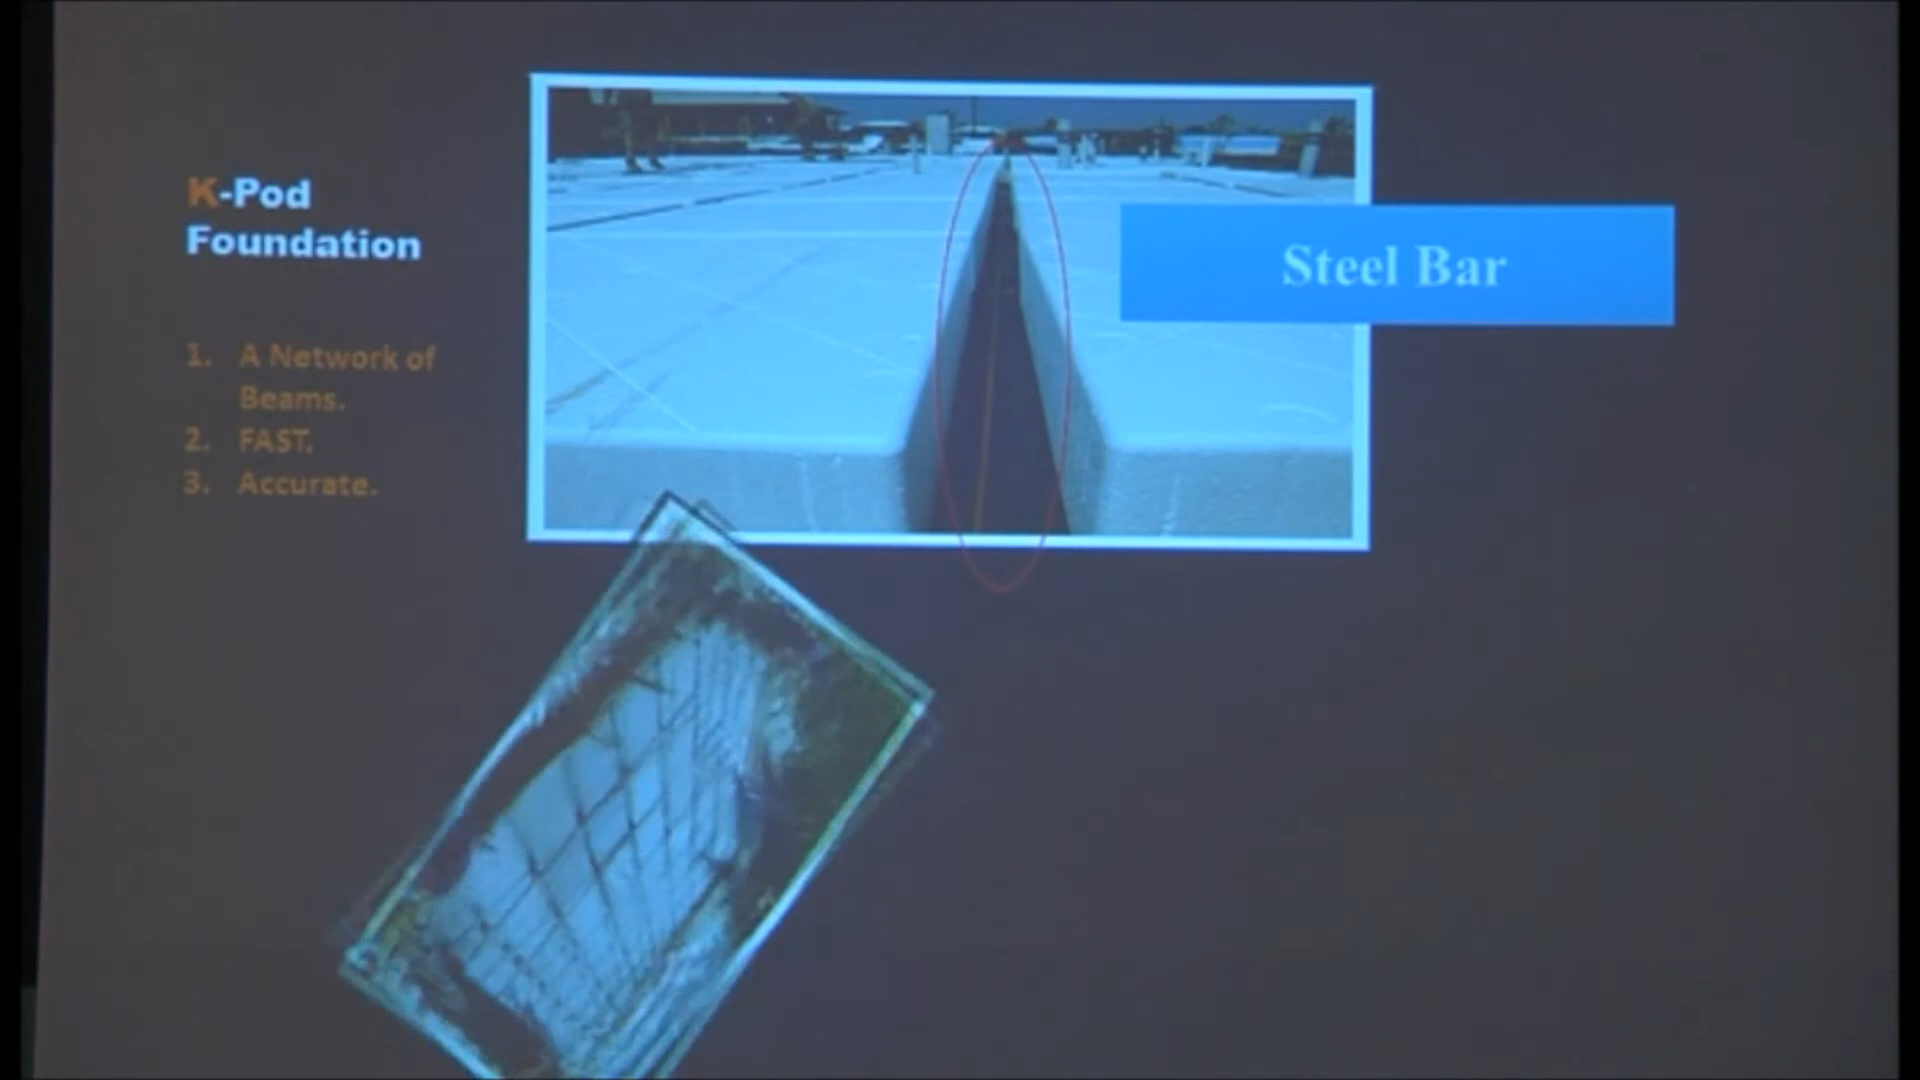 K-Pod
Foundation
1. A Network of
Beams.
2. FAST.
3. Accurate.
Steel Bar